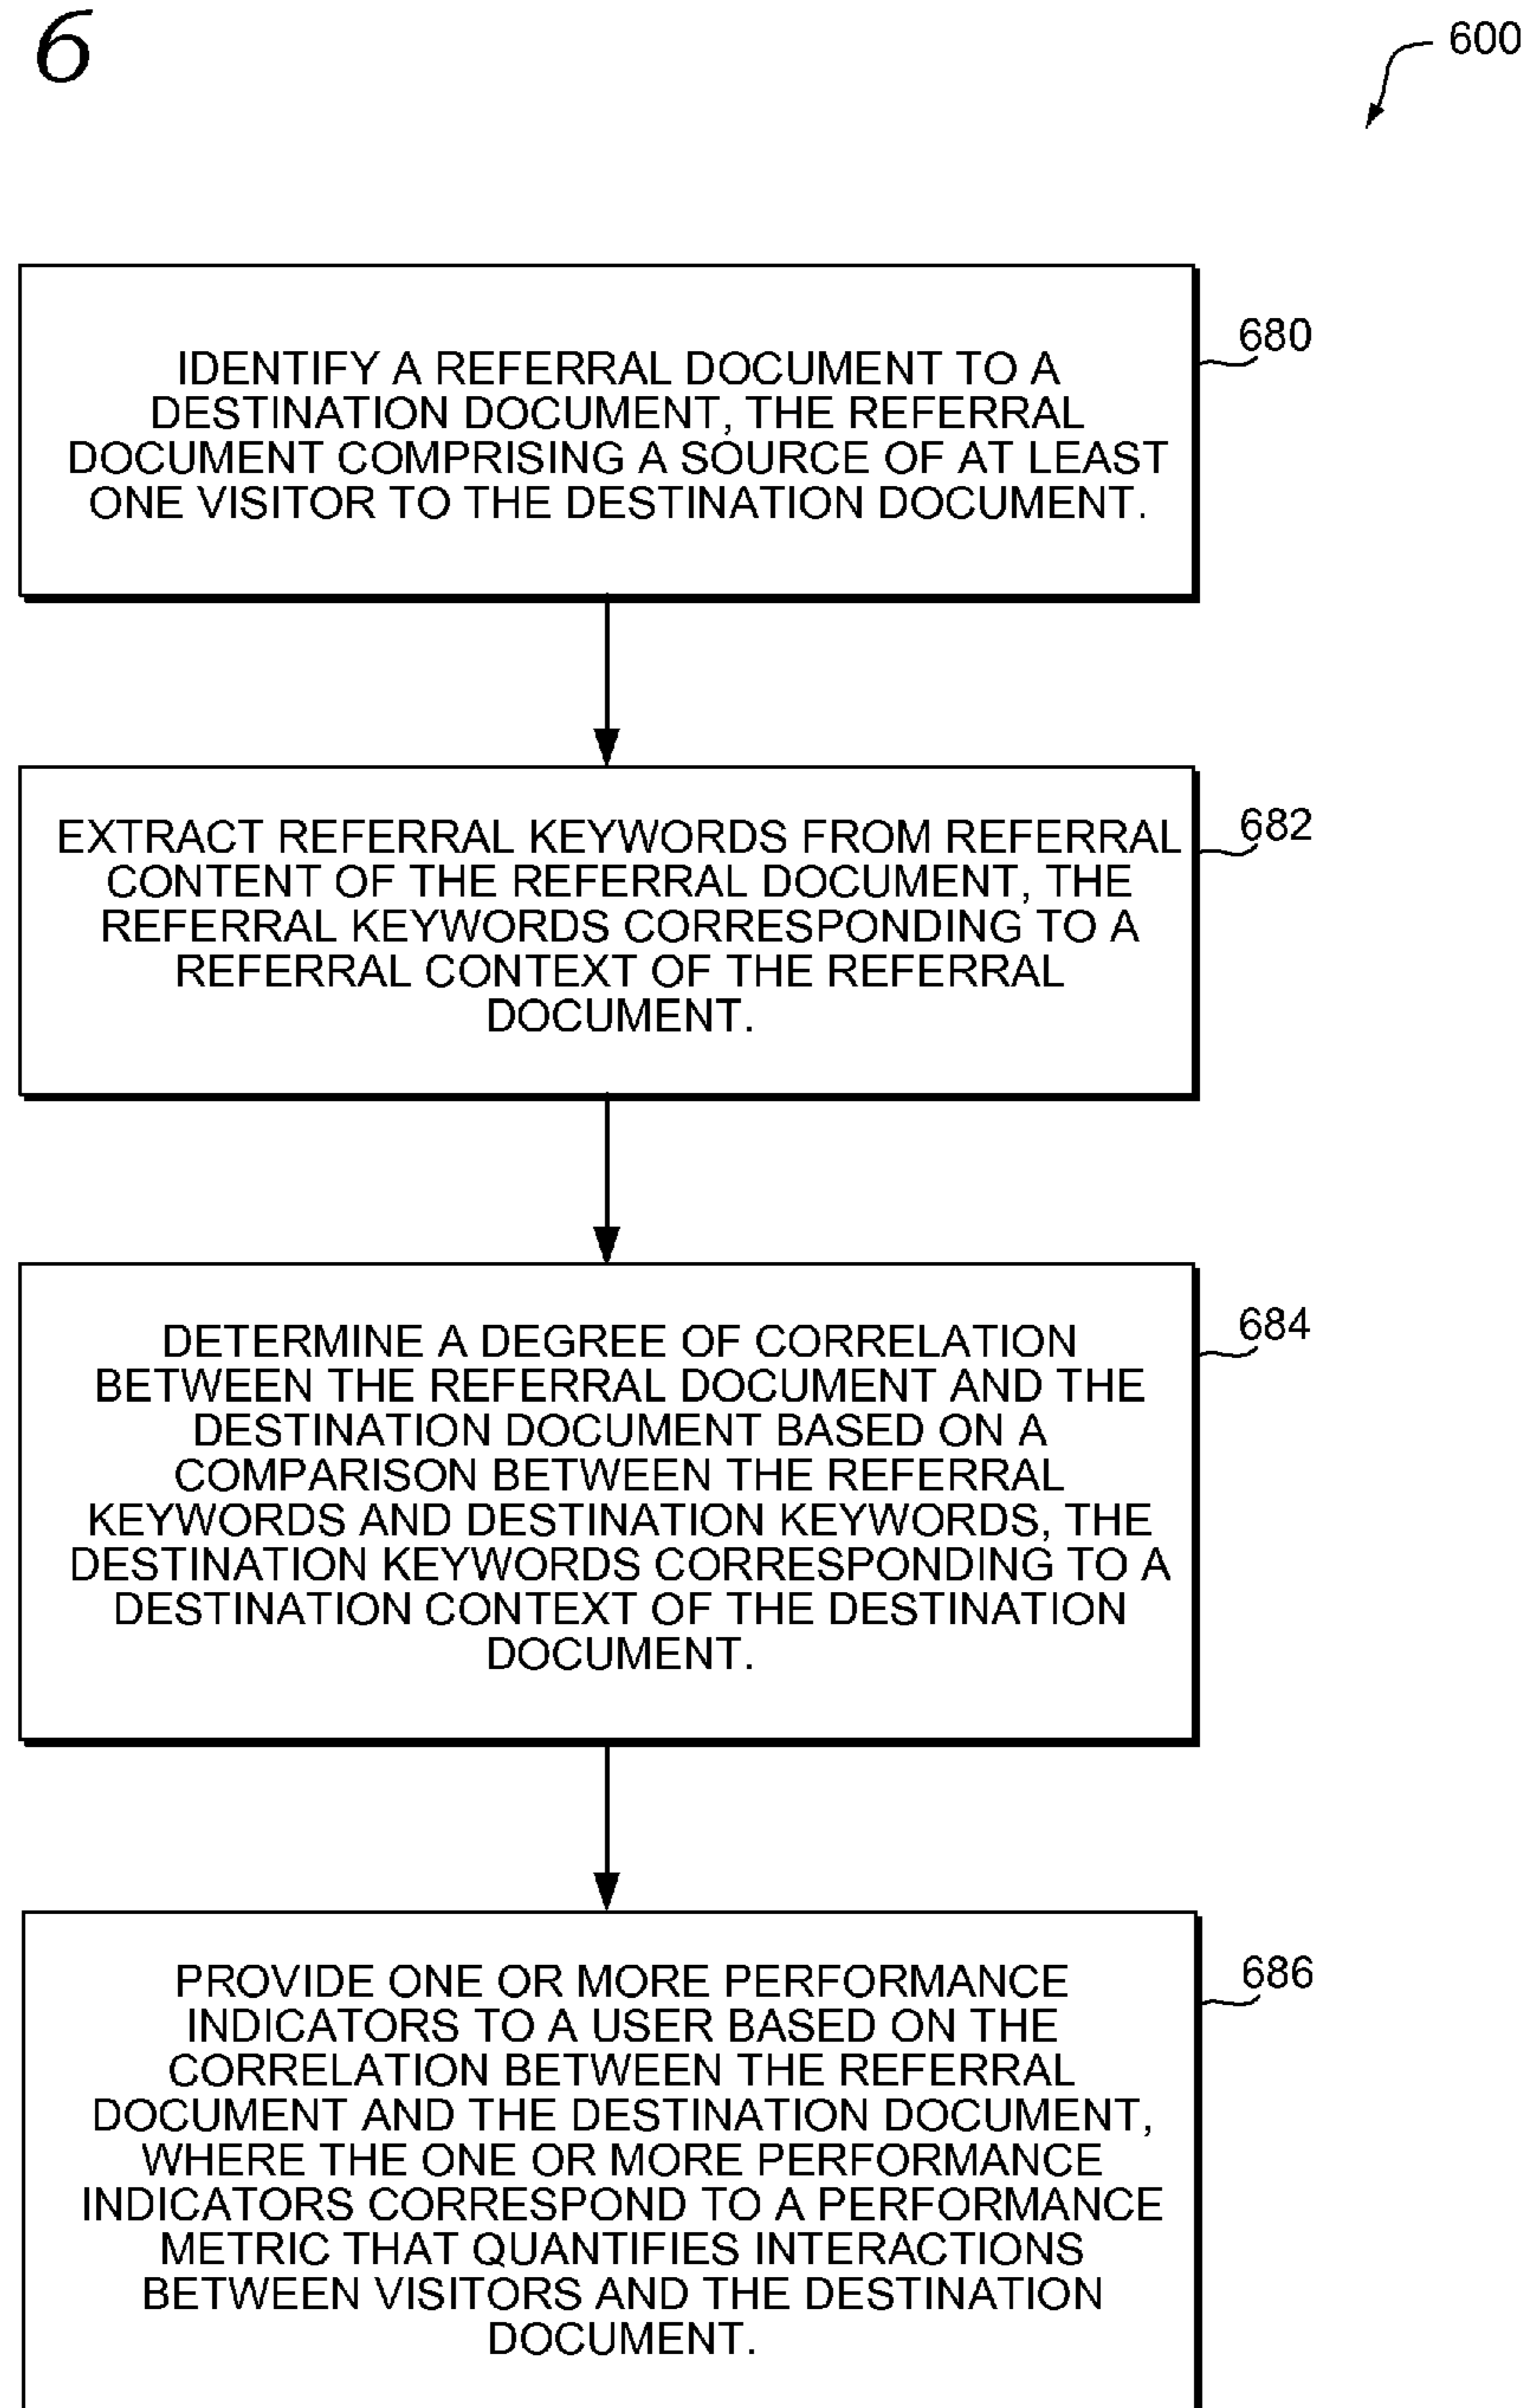 6
600
IDENTIFY A REFERRAL DOCUMENT TO A
DESTINATION DOCUMENT, THE REFERRAL
DOCUMENT COMPRISING A SOURCE OF AT LEAST
ONE VISITOR TO THE DESTINATION DOCUMENT.
680
EXTRACT REFERRAL KEYWORDS FROM REFERRAL
CONTENT OF THE REFERRAL DOCUMENT, THE
REFERRAL KEYWORDS CORRESPONDING TO A
REFERRAL CONTEXT OF THE REFERRAL
DOCUMENT.
682
DETERMINE A DEGREE OF CORRELATION
BETWEEN THE REFERRAL DOCUMENT AND THE
DESTINATION DOCUMENT BASED ON A
COMPARISON BETWEEN THE REFERRAL
KEYWORDS AND DESTINATION KEYWORDS, THE
DESTINATION KEYWORDS CORRESPONDING TO A
DESTINATION CONTEXT OF THE DESTINATION
DOCUMENT.
684
PROVIDE ONE OR MORE PERFORMANCE
INDICATORS TO A USER BASED ON THE
CORRELATION BETWEEN THE REFERRAL
DOCUMENT AND THE DESTINATION DOCUMENT,
WHERE THE ONE OR MORE PERFORMANCE
INDICATORS CORRESPOND TO A PERFORMANCE
METRIC THAT QUANTIFIES INTERACTIONS
BETWEEN VISITORS AND THE DESTINATION
DOCUMENT.
686